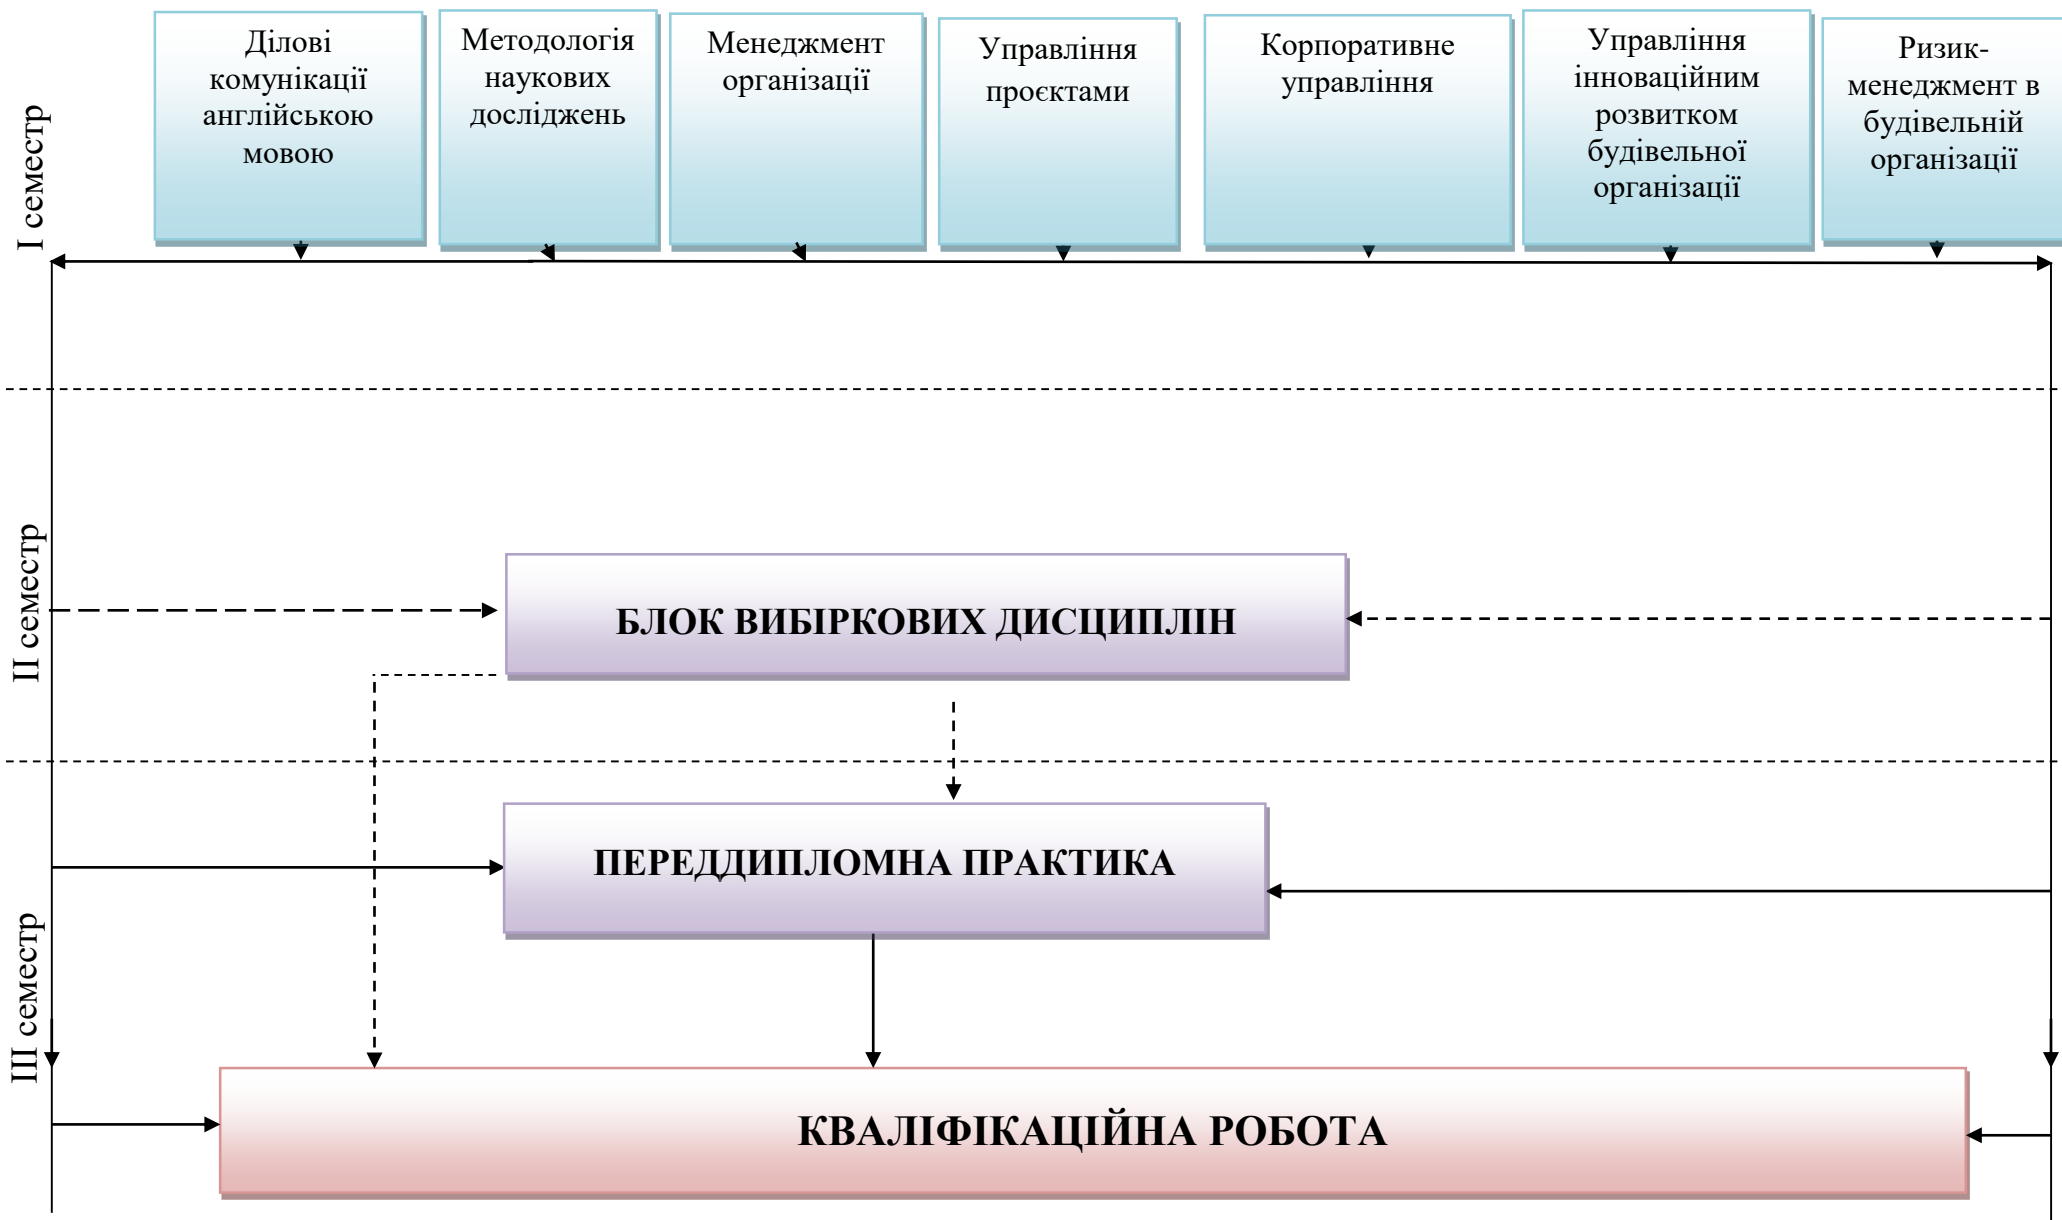 І семестр
Ділові
комунікації
англійською
мовою
Методологія
наукових
досліджень
Менеджмент
організації
Управління
проєктами
Корпоративне
управління
Управління
інноваційним
розвитком
будівельної
організації
Ризик-
менеджмент в
будівельній
організації
ІІ семестр
БЛОК ВИБІРКОВИХ ДИСЦИПЛІН
ІІІ семестр
ПЕРЕДДИПЛОМНА ПРАКТИКА
КВАЛІФІКАЦІЙНА РОБОТА